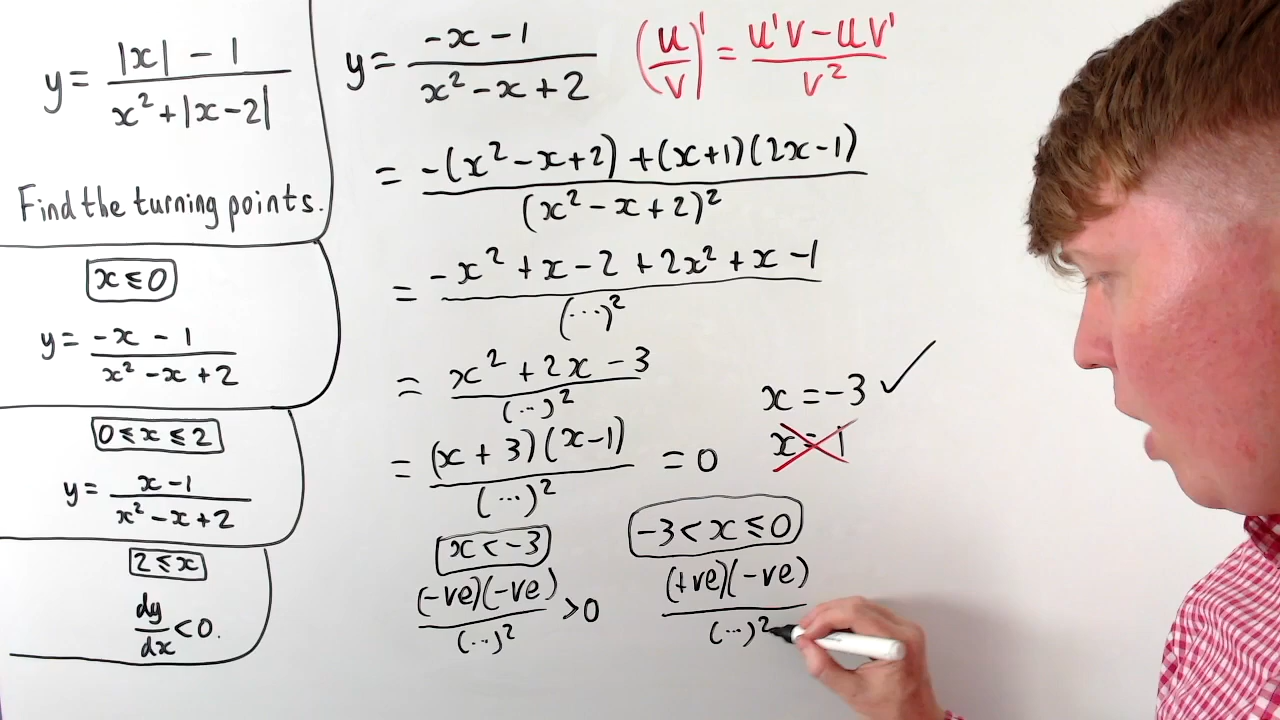 y = (|x| - 1)/(x² + |x-2|)
Find the turning points.
x ≤ 0
y = (-x - 1)/(x² - x + 2)
0 ≤ x ≤ 2
y = (x - 1)/(x² - x + 2)
2 ≤ x
dy/dx < 0.
y = (-x - 1)/(x² - x + 2) (u/v)' = (u'v - uv')/v²
= (-(x² - x + 2) + (x+1)(2x-1))/(x² - x + 2)²
= (-x² + x - 2 + 2x² + x - 1)/(...)²
= (x² + 2x - 3)/(...)²
x = -3 ✓
= ((x + 3)(x-1))/(...)² = 0 x = 1
x < -3
((-ve)(-ve))/(...)² > 0
-3 < x ≤ 0
((+ve)(-ve))/(...)²